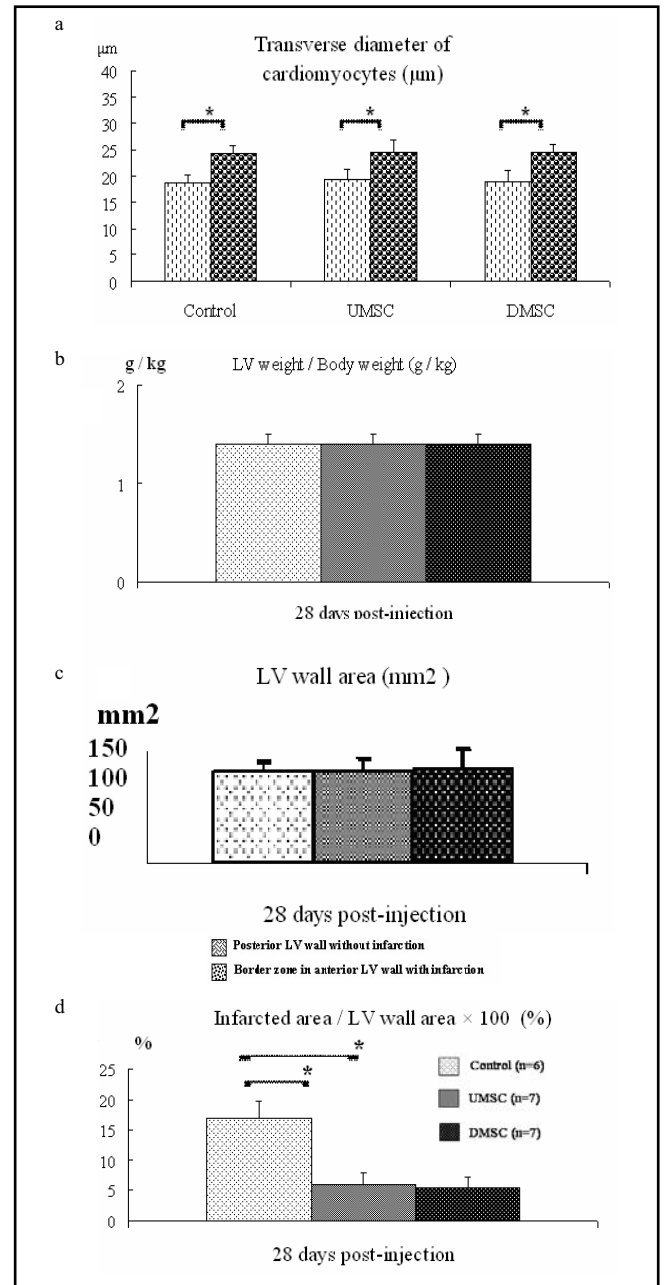 a
Transverse diameter of
cardiomyocytes (μm)
μm
40
35
30
25
20
15
10
5
0
*
*
*
Control
UMSC
DMSC
b
g / kg
LV weight / Body weight (g / kg)
2
1
0
28 days post-injection
c
LV wall area (mm2 )
mm2
150
100
50
0
28 days post-injection
Posterior LV wall without infarction
Border zone in anterior LV wall with infarction
d
Infarcted area / LV wall area × 100 (%)
%
25
20
15
10
5
0
*
*
Control (n=6)
UMSC (n=7)
DMSC (n=7)
28 days post-injection